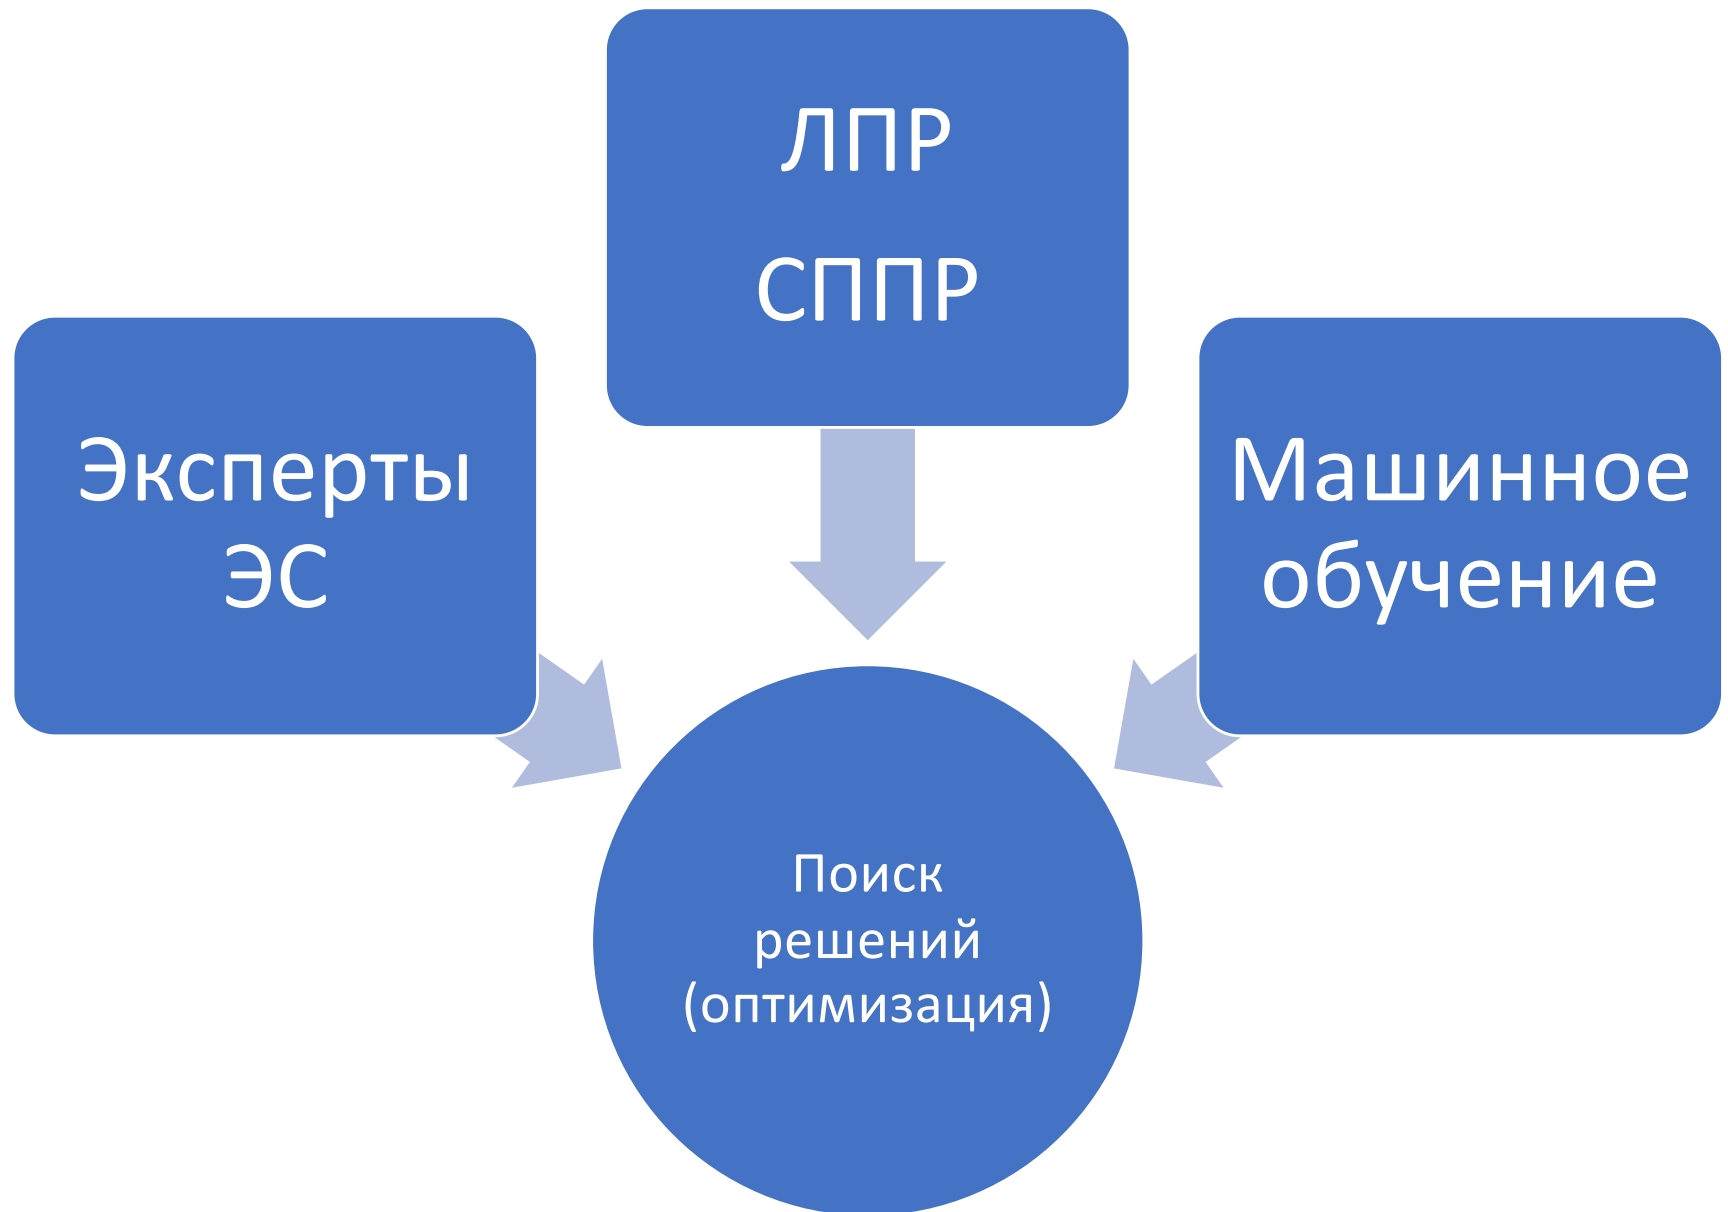 ЛПР
СППР
Эксперты
ЭС
Машинное
обучение
Поиск
решений
(оптимизация)